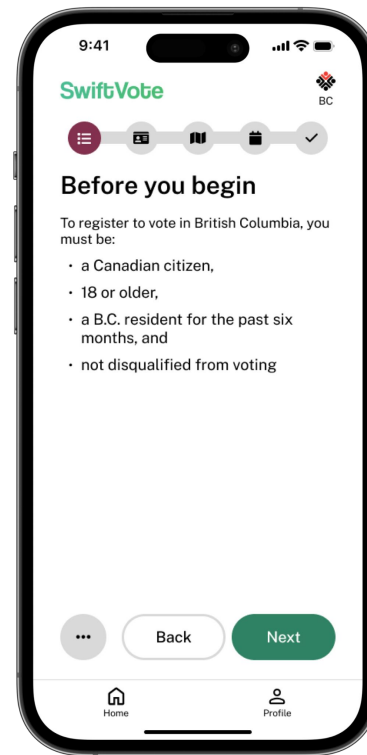 9:41
SwiftVote
BC
Before you begin
To register to vote in British Columbia, you
must be:
• a Canadian citizen,
• 18 or older,
• a B.C. resident for the past six
months, and
• not disqualified from voting
••• Back Next
Home Profile